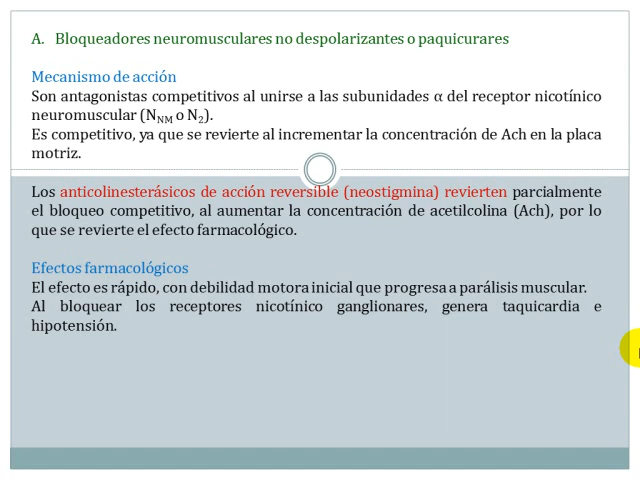 A. Bloqueadores neuromusculares no despolarizantes o paquicurares
Mecanismo de acción
Son antagonistas competitivos al unirse a las subunidades α del receptor nicotínico
neuromuscular (NNM o N2).
Es competitivo, ya que se revierte al incrementar la concentración de Ach en la placa
motriz.
Los anticolinesterásicos de acción reversible (neostigmina) revierten parcialmente
el bloqueo competitivo, al aumentar la concentración de acetilcolina (Ach), por lo
que se revierte el efecto farmacológico.
Efectos farmacológicos
El efecto es rápido, con debilidad motora inicial que progresa a parálisis muscular.
Al bloquear los receptores nicotínico ganglionares, genera taquicardia e
hipotensión.